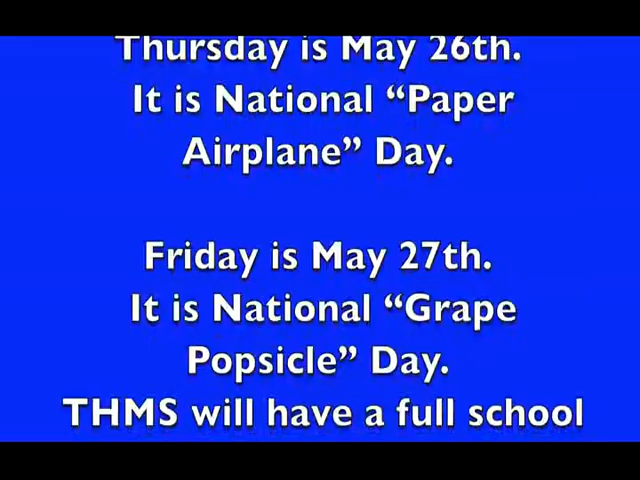 Thursday is May 26th.
It is National “Paper
Airplane” Day.
Friday is May 27th.
It is National “Grape
Popsicle” Day.
THMS will have a full school